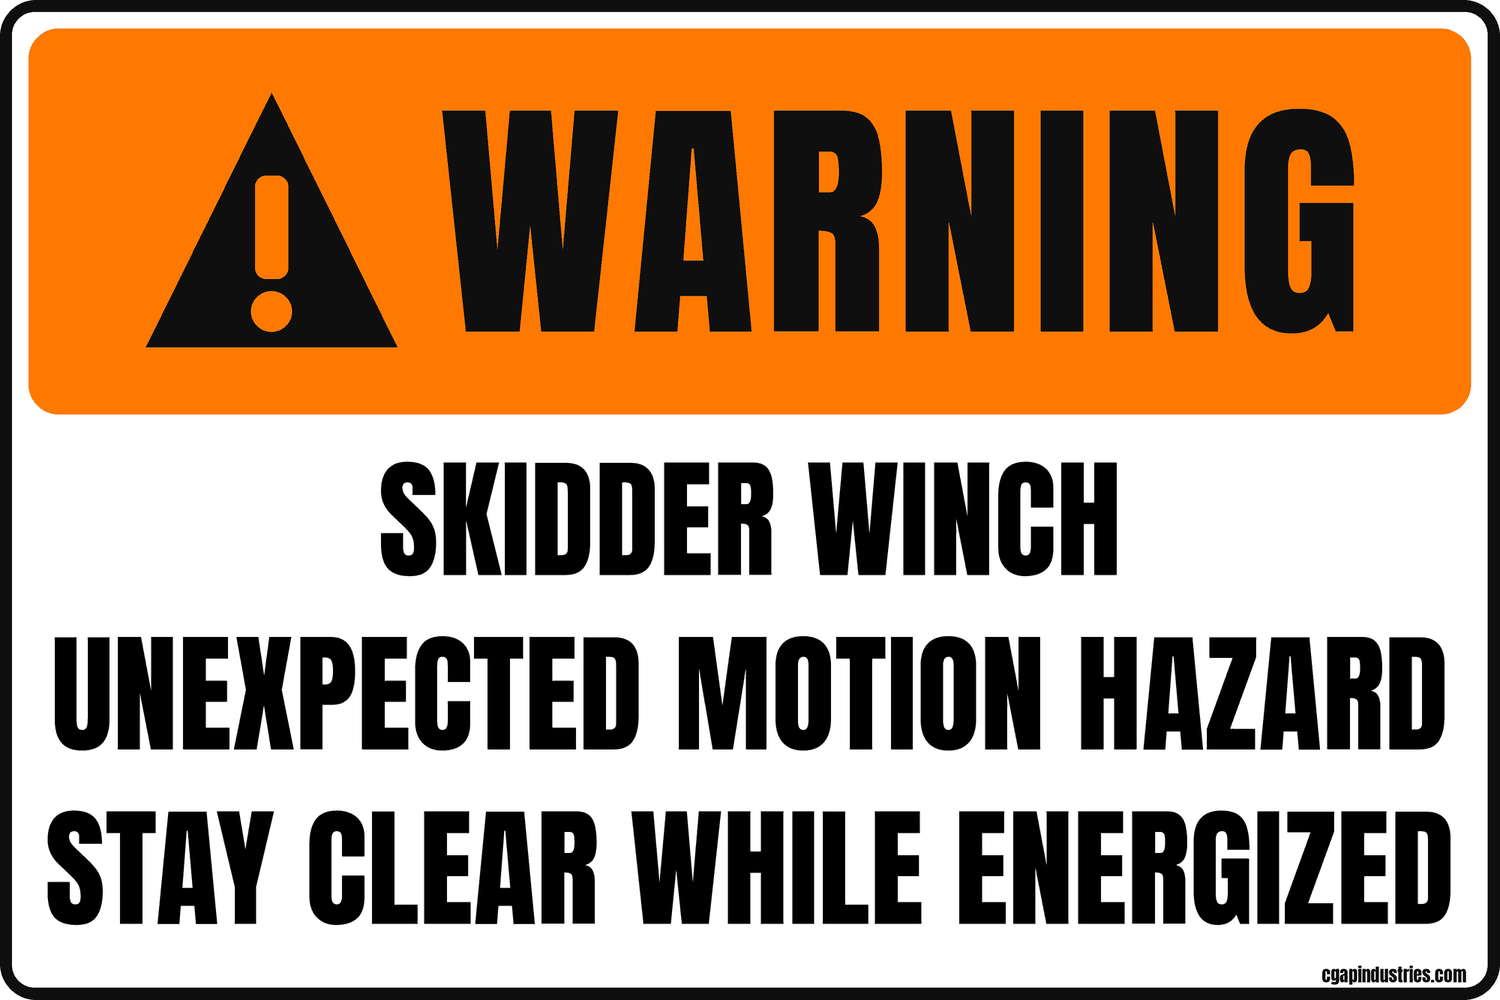 WARNING
SKIDDER WINCH
UNEXPECTED MOTION HAZARD
STAY CLEAR WHILE ENERGIZED
cgapindustries.com